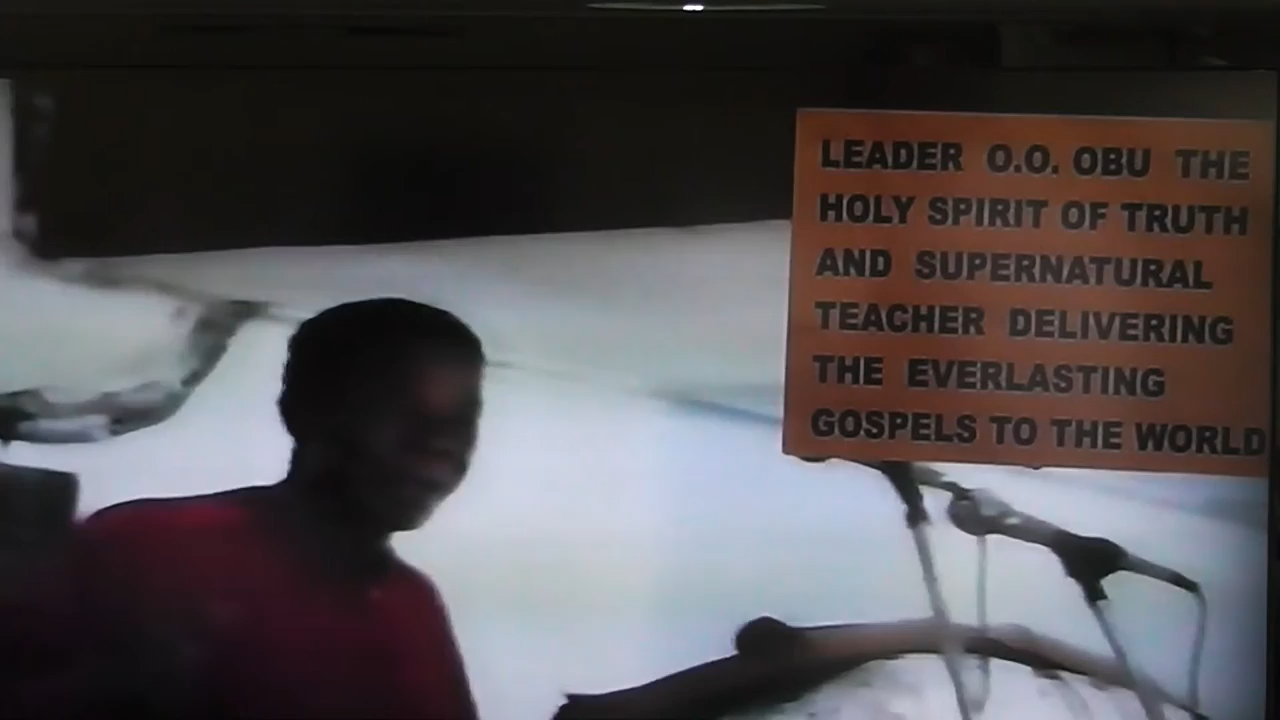 LEADER O.O. OBU THE
HOLY SPIRIT OF TRUTH
AND SUPERNATURAL
TEACHER DELIVERING
THE EVERLASTING
GOSPELS TO THE WORLD